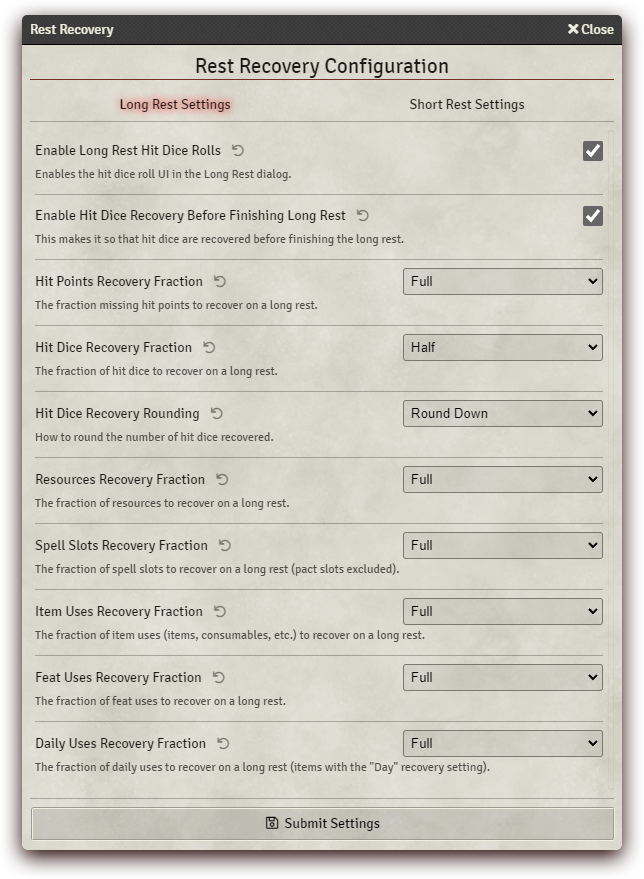 Rest Recovery
Close
Rest Recovery Configuration
Long Rest Settings
Short Rest Settings
Enable Long Rest Hit Dice Rolls
Enables the hit dice roll UI in the Long Rest dialog.
Enable Hit Dice Recovery Before Finishing Long Rest
This makes it so that hit dice are recovered before finishing the long rest.
Hit Points Recovery Fraction
Full
The fraction missing hit points to recover on a long rest.
Hit Dice Recovery Fraction
Half
The fraction of hit dice to recover on a long rest.
Hit Dice Recovery Rounding
Round Down
How to round the number of hit dice recovered.
Resources Recovery Fraction
Full
The fraction of resources to recover on a long rest.
Spell Slots Recovery Fraction
Full
The fraction of spell slots to recover on a long rest (pact slots excluded).
Item Uses Recovery Fraction
Full
The fraction of item uses (items, consumables, etc.) to recover on a long rest.
Feat Uses Recovery Fraction
Full
The fraction of feat uses to recover on a long rest.
Daily Uses Recovery Fraction
Full
The fraction of daily uses to recover on a long rest (items with the "Day" recovery setting).
Submit Settings